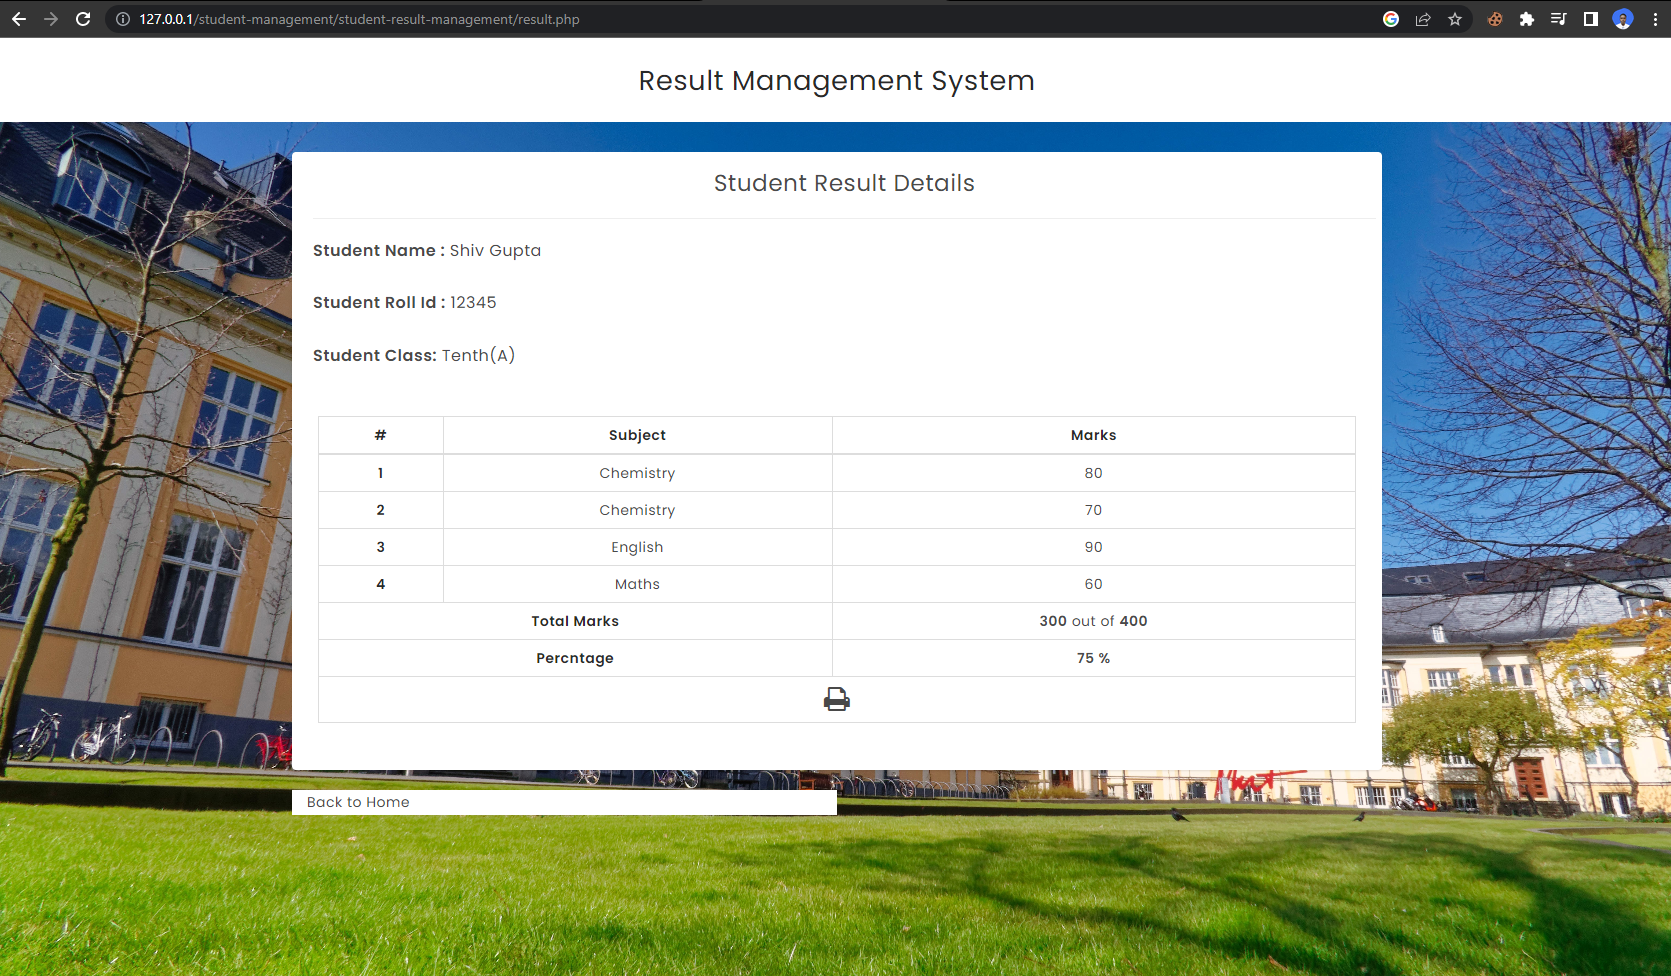 127.0.0.1/student-management/student-result-management/result.php
Result Management System
Student Result Details
Student Name : Shiv Gupta
Student Roll Id : 12345
Student Class: Tenth(A)
# Subject Marks
1 Chemistry 80
2 Chemistry 70
3 English 90
4 Maths 60
Total Marks 300 out of 400
Percntage 75 %
Back to Home